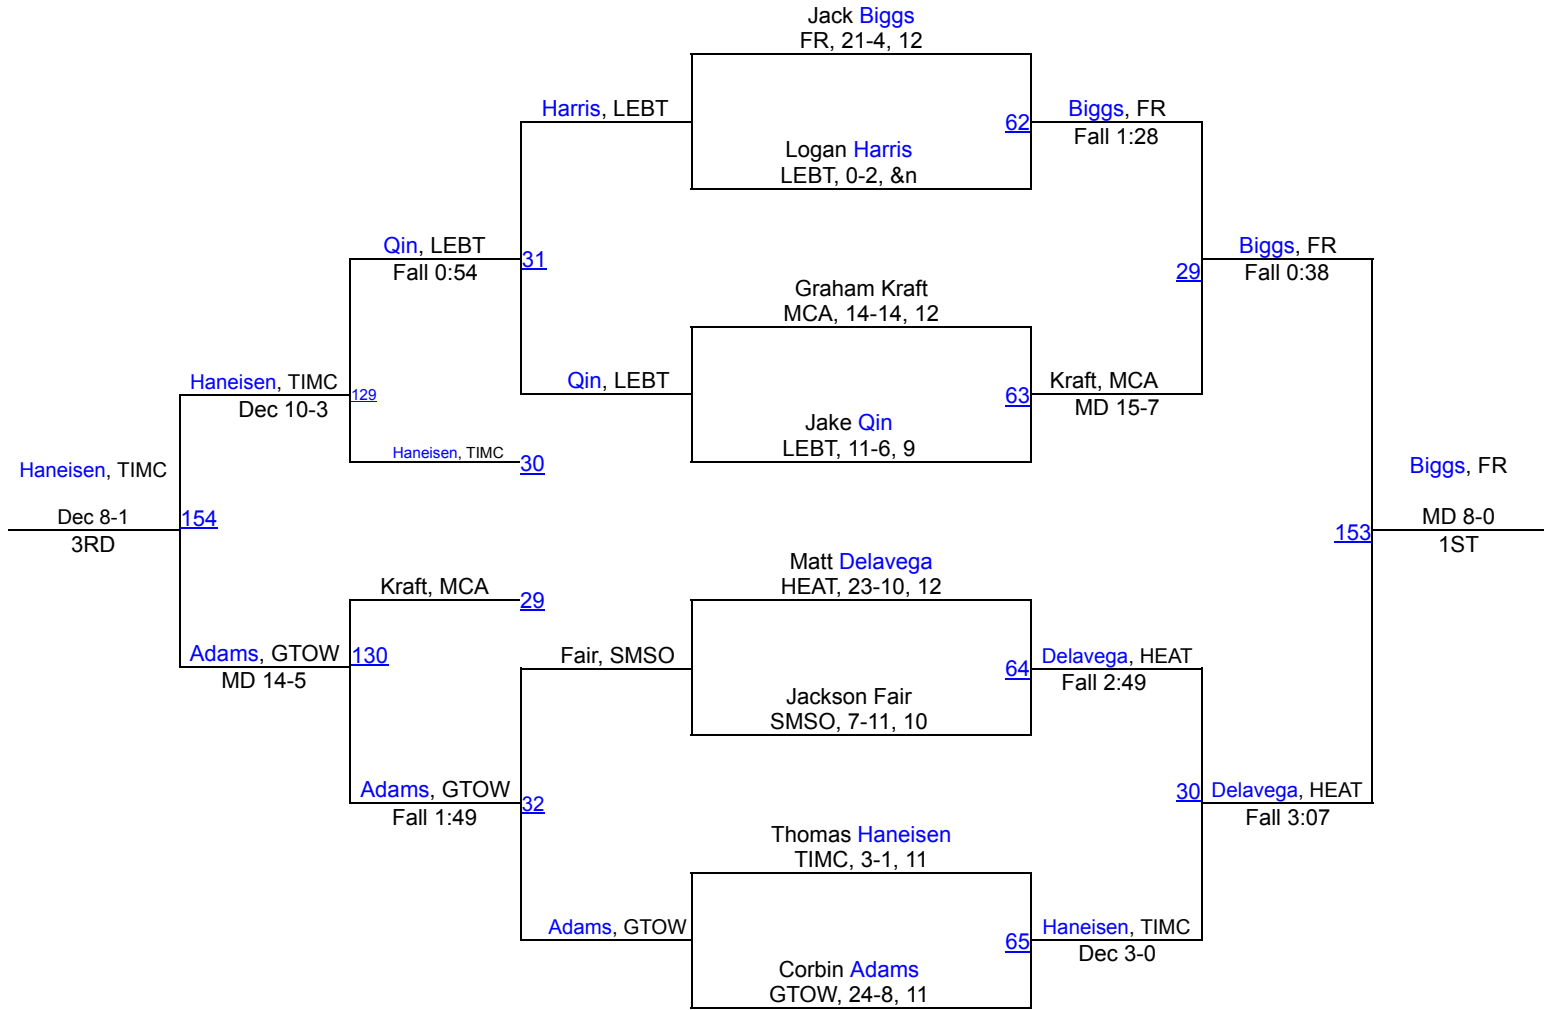 Jack Biggs
FR, 21-4, 12
Harris, LEBT
62
Biggs, FR
Fall 1:28
Logan Harris
LEBT, 0-2, &n
Qin, LEBT
Fall 0:54
31
Biggs, FR
29
Fall 0:38
Graham Kraft
MCA, 14-14, 12
Haneisen, TIMC
Dec 10-3
129
Qin, LEBT
63
Kraft, MCA
MD 15-7
Jake Qin
LEBT, 11-6, 9
Haneisen, TIMC
30
Haneisen, TIMC
Dec 8-1
3RD
154
Biggs, FR
153
MD 8-0
1ST
Matt Delavega
HEAT, 23-10, 12
Kraft, MCA
29
Adams, GTOW
MD 14-5
130
Fair, SMSO
64
Delavega, HEAT
Fall 2:49
Jackson Fair
SMSO, 7-11, 10
Adams, GTOW
Fall 1:49
32
30
Delavega, HEAT
Fall 3:07
Thomas Haneisen
TIMC, 3-1, 11
Adams, GTOW
65
Haneisen, TIMC
Dec 3-0
Corbin Adams
GTOW, 24-8, 11